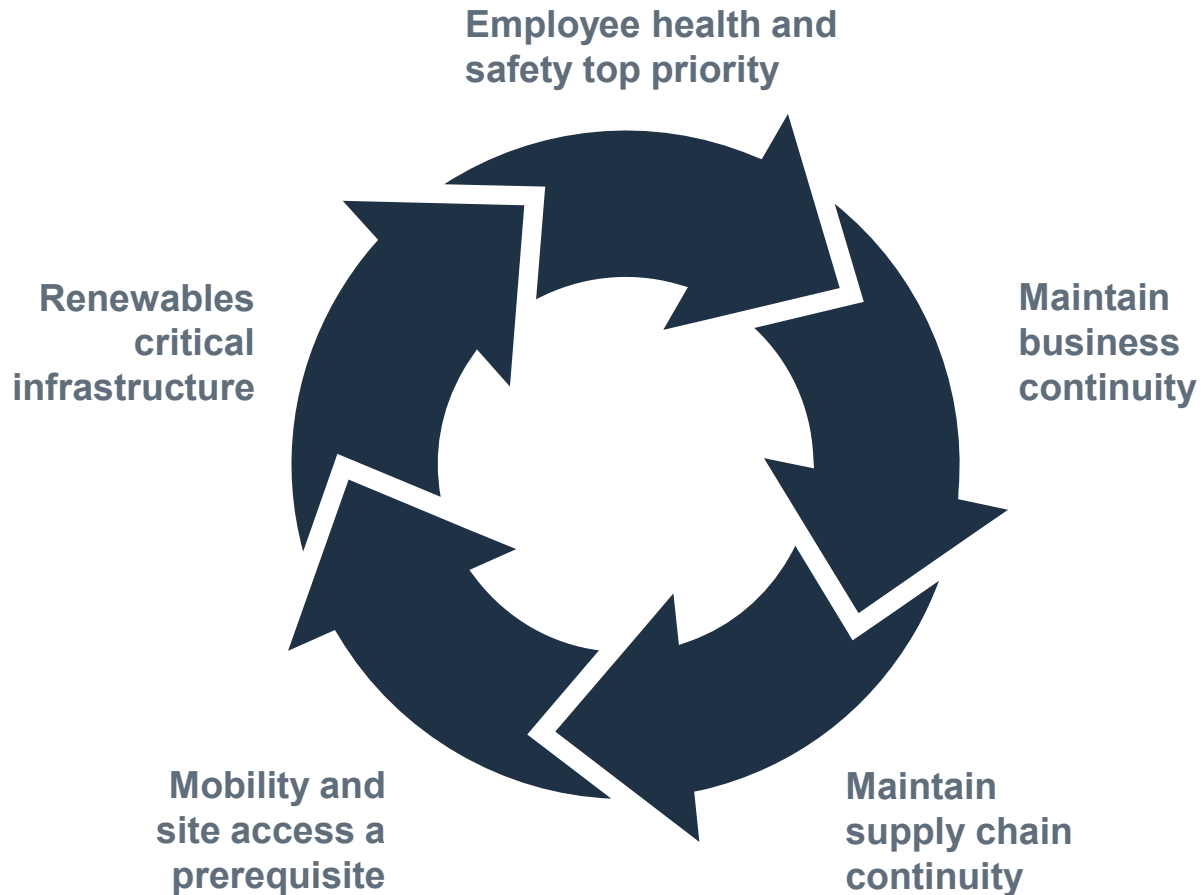 Employee health and
safety top priority
Maintain
business
continuity
Maintain
supply chain
continuity
Mobility and
site access a
prerequisite
Renewables
critical
infrastructure